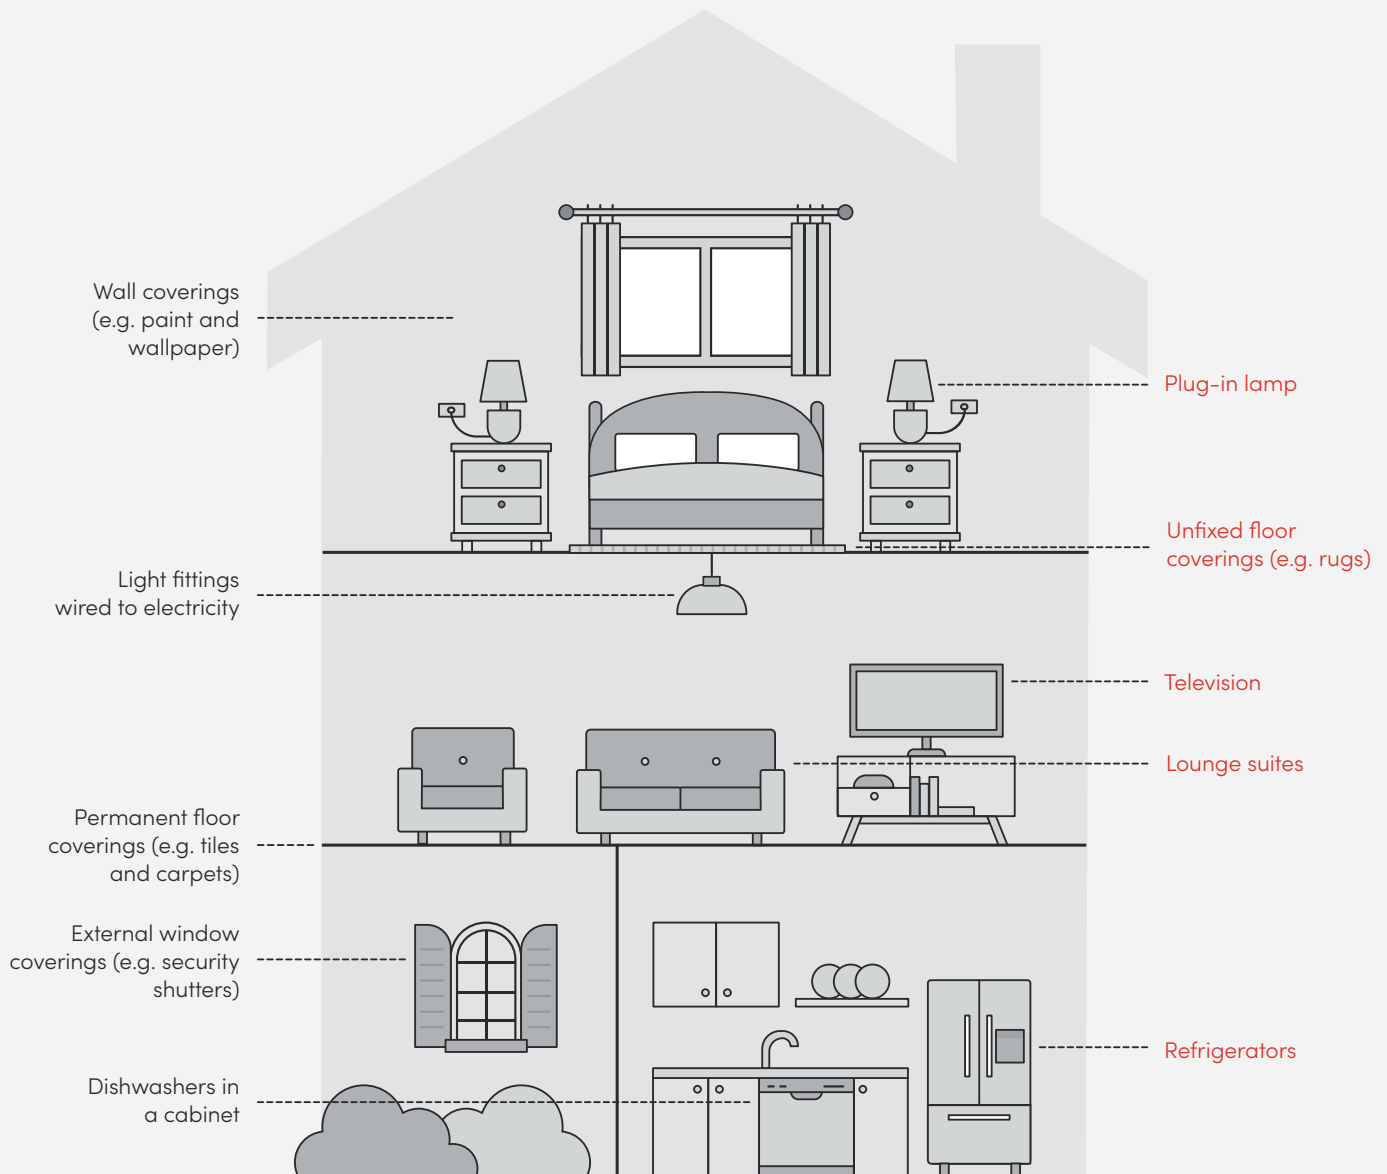 Wall coverings
(e.g. paint and
wallpaper)
Plug-in lamp
Unfixed floor
coverings (e.g. rugs)
Light fittings
wired to electricity
Television
Lounge suites
Permanent floor
coverings (e.g. tiles
and carpets)
External window
coverings (e.g. security
shutters)
Refrigerators
Dishwashers in
a cabinet